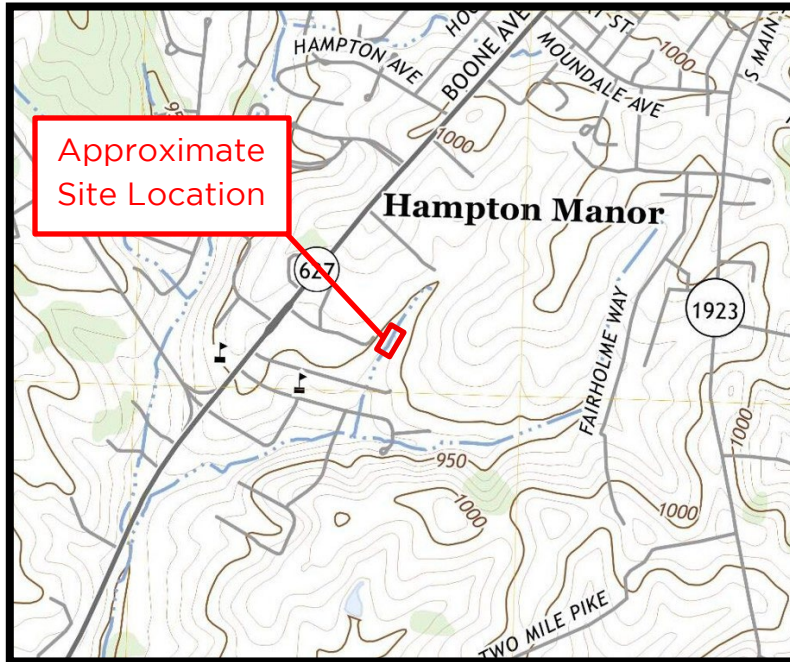 HAMPTON AVE
BOONE AVE
1000
MOUNDALE AVE
S MAIN
1000
Approximate
Site Location
Hampton Manor
627
1923
FAIRHOLME WAY
950
1000
1000
1000
TWO MILE PIKE